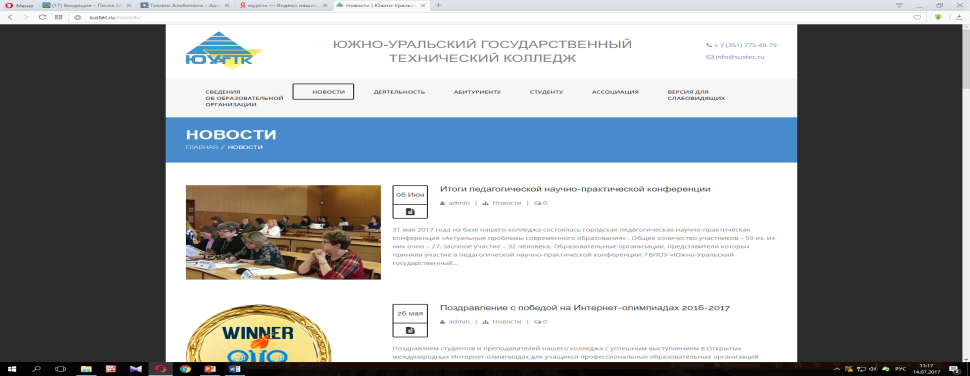 Меню
(17) Входящие - Почта M
Томазо Альбинони - Ада
юургтк — Яндекс: нашло
Новости | Южно-Уральс
sustec.ru/novosti/
ЮУрГТК
ЮЖНО-УРАЛЬСКИЙ ГОСУДАРСТВЕННЫЙ
ТЕХНИЧЕСКИЙ КОЛЛЕДЖ
+ 7 (351) 775-49-79
info@sustec.ru
СВЕДЕНИЯ
ОБ ОБРАЗОВАТЕЛЬНОЙ
ОРГАНИЗАЦИИ
НОВОСТИ
ДЕЯТЕЛЬНОСТЬ
АБИТУРИЕНТУ
СТУДЕНТУ
АССОЦИАЦИЯ
ВЕРСИЯ ДЛЯ
СЛАБОВИДЯЩИХ
НОВОСТИ
ГЛАВНАЯ / НОВОСТИ
06 Июн
Итоги педагогической научно-практической конференции
admin | Новости | 0
31 мая 2017 года на базе нашего колледжа состоялась городская педагогическая научно-практическая
конференция «Актуальные проблемы современного образования» . Общее количество участников – 59 из. из
них очно – 27, заочное участие – 32 человека. Образовательные организации, представители которых
приняли участие в педагогической научно-практической конференции: ГБПОУ «Южно-Уральский
государственный...
26 мая
Поздравление с победой на Интернет-олимпиадах 2016-2017
admin | Новости | 0
WINNER
Поздравляем студентов и преподавателей нашего колледжа с успешным выступлением в Открытых
международных Интернет-олимпиадах для учащихся профессиональных образовательных организаций
РУС
11:17
14.07.2017